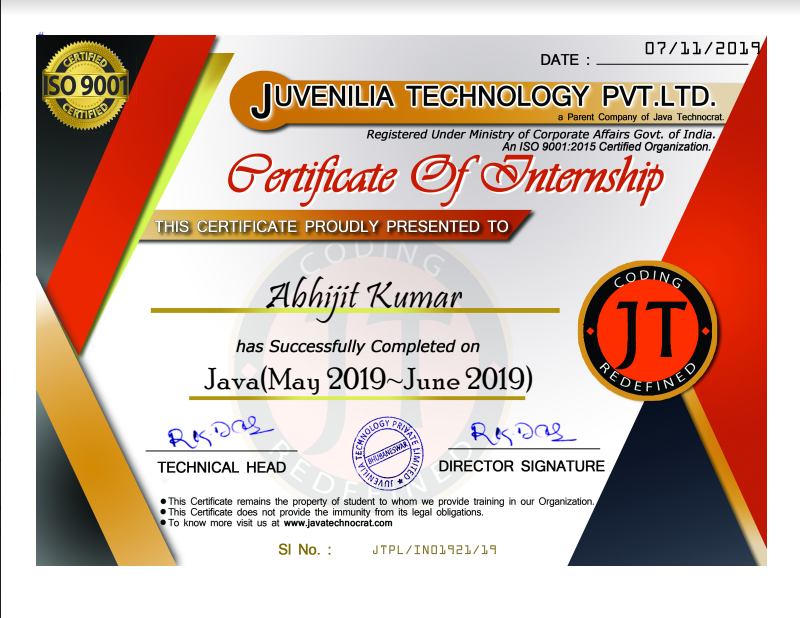 CERTIFIED
ISO 9001
CERTIFIED
DATE : 07/11/2019
JUVENILIA TECHNOLOGY PVT.LTD.
a Parent Company of Java Technocrat.
Registered Under Ministry of Corporate Affairs Govt. of India.
An ISO 9001:2015 Certified Organization.
Certificate Of Internship
THIS CERTIFICATE PROUDLY PRESENTED TO
CODING
JT
REDEFINED
Abhijit Kumar
has Successfully Completed on
Java(May 2019~June 2019)
CODING
JT
REDEFINED
RKDas
RKDas
TECHNICAL HEAD
JUVENILIA TECHNOLOGY PRIVATE LIMITED
BHUBANESWAR
DIRECTOR SIGNATURE
● This Certificate remains the property of student to whom we provide training in our Organization.
● This Certificate does not provide the immunity from its legal obligations.
● To know more visit us at www.javatechnocrat.com
Sl No. : JTPL/IN01921/19